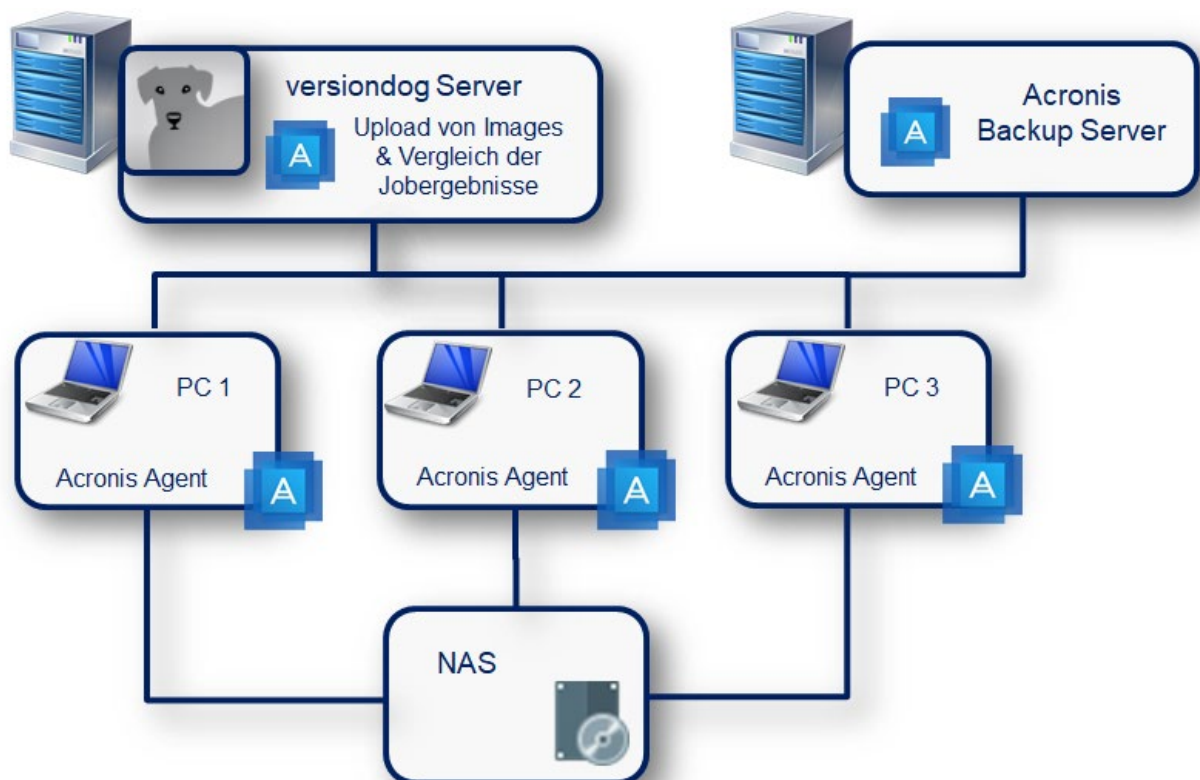 versiondog Server
Upload von Images
& Vergleich der
Jobergebnisse
Acronis
Backup Server
PC 1
Acronis Agent
PC 2
Acronis Agent
PC 3
Acronis Agent
NAS